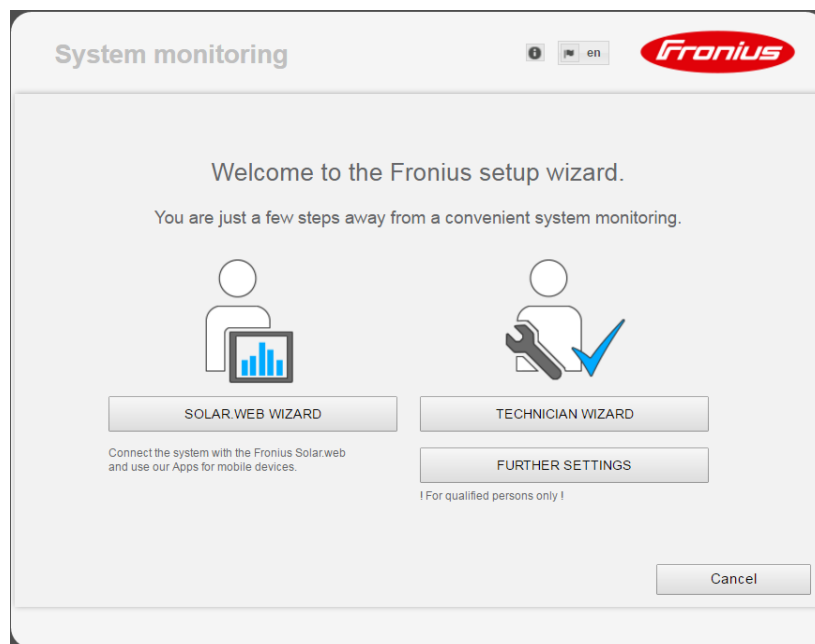 System monitoring
i
en
Fronius
Welcome to the Fronius setup wizard.
You are just a few steps away from a convenient system monitoring.
SOLAR.WEB WIZARD
TECHNICIAN WIZARD
Connect the system with the Fronius Solar.web
and use our Apps for mobile devices.
FURTHER SETTINGS
! For qualified persons only !
Cancel